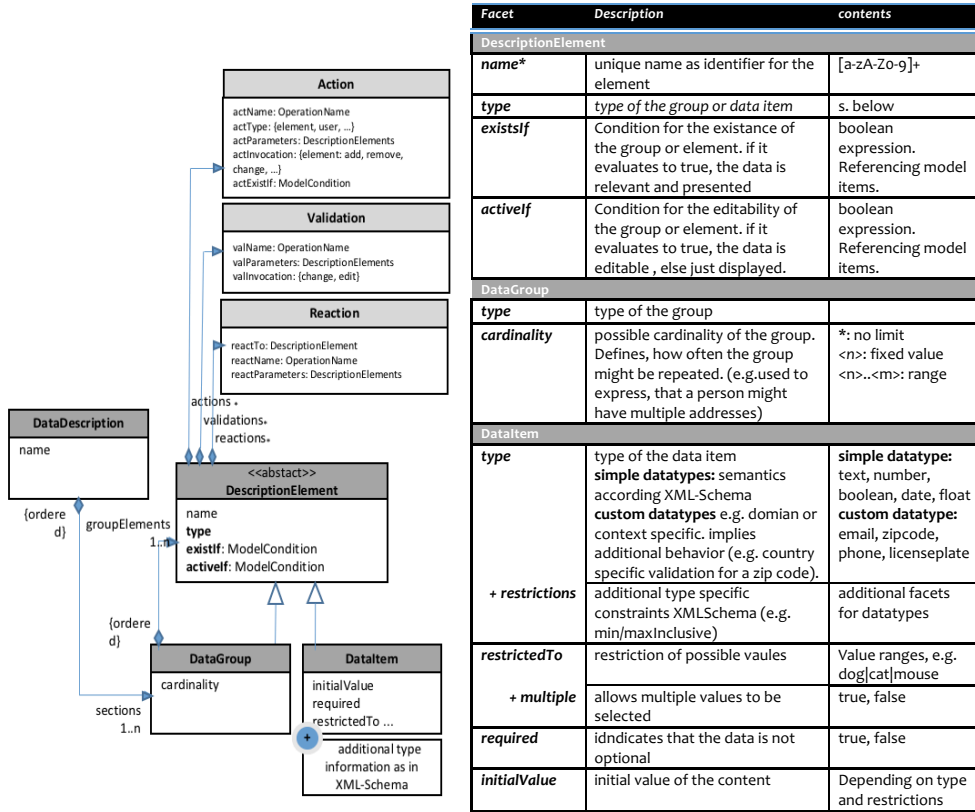 Action
actName: OperationName
actType: {element, user, ...}
actParameters: DescriptionElements
actInvocation: {element: add, remove,
change, ...}
actExistIf: ModelCondition
Validation
valName: OperationName
valParameters: DescriptionElements
valInvocation: {change, edit}
Reaction
reactTo: DescriptionElement
reactName: OperationName
reactParameters: DescriptionElements
actions *
validations*
reactions*
DataDescription
name
{ordere
d}
groupElements
1..n
<<abstact>>
DescriptionElement
name
type
existIf: ModelCondition
activeIf: ModelCondition
{ordere
d}
sections
1..n
DataGroup
cardinality
DataItem
initialValue
required
restrictedTo ...
+
additional type
information as in
XML-Schema
Facet Description contents
DescriptionElement
name* unique name as identifier for the [a-zA-Z0-9]+
element
type type of the group or data item s. below
existsIf Condition for the existance of boolean
the group or element. if it expression.
evaluates to true, the data is Referencing model
relevant and presented items.
activeIf Condition for the editability of boolean
the group or element. if it expression.
evaluates to true, the data is Referencing model
editable , else just displayed. items.
DataGroup
type type of the group
cardinality possible cardinality of the group. *: no limit
Defines, how often the group <n>: fixed value
might be repeated. (e.g.used to <n>..<m>: range
express, that a person might
have multiple addresses)
DataItem
type type of the data item simple datatype:
simple datatypes: semantics text, number,
according XML-Schema boolean, date, float
custom datatypes e.g. domian or custom datatype:
context specific. implies email, zipcode,
additional behavior (e.g. country phone, licenseplate
specific validation for a zip code).
+ restrictions additional type specific additional facets
constraints XMLSchema (e.g. for datatypes
min/maxInclusive)
restrictedTo restriction of possible vaules Value ranges, e.g.
dog|cat|mouse
+ multiple allows multiple values to be true, false
selected
required idndicates that the data is not true, false
optional
initialValue initial value of the content Depending on type
and restrictions